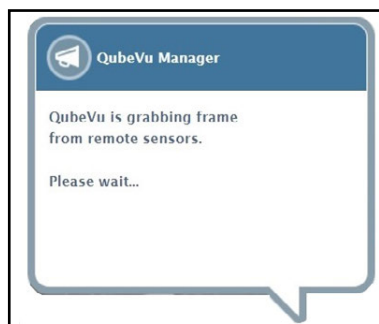 QubeVu Manager
QubeVu is grabbing frame
from remote sensors.
Please wait...